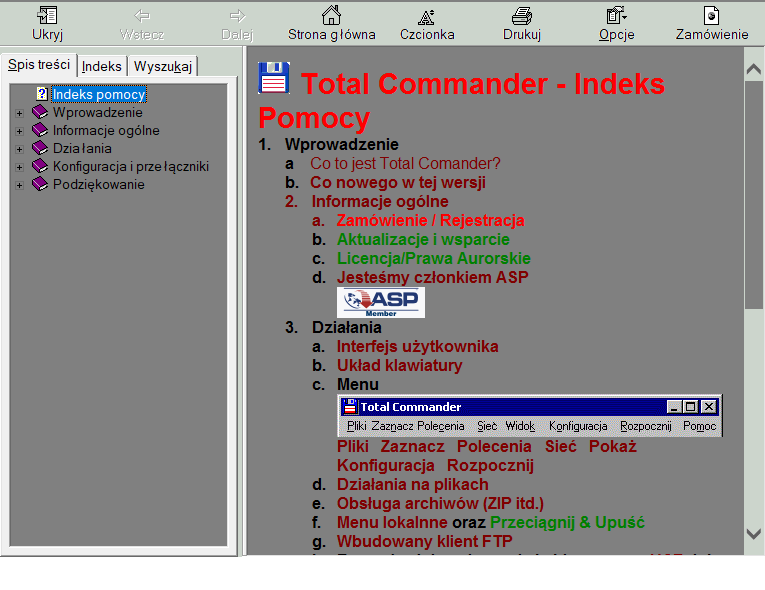 Ukryj Wstecz Dalej Strona główna Czcionka Drukuj Opcje Zamówienie
Spis treści Indeks Wyszukaj
Indeks pomocy
Wprowadzenie
Informacje ogólne
Działania
Konfiguracja i przełączniki
Podziękowanie
Total Commander - Indeks
Pomocy
1. Wprowadzenie
a Co to jest Total Comander?
b. Co nowego w tej wersji
2. Informacje ogólne
a. Zamówienie / Rejestracja
b. Aktualizacje i wsparcie
c. Licencja/Prawa Aurorskie
d. Jesteśmy członkiem ASP
ASP
Member
3. Działania
a. Interfejs użytkownika
b. Układ klawiatury
c. Menu
Total Commander
Pliki Zaznacz Polecenia Sieć Widok Konfiguracja Rozpocznij Pomoc
Pliki Zaznacz Polecenia Sieć Pokaż
Konfiguracja Rozpocznij
d. Działania na plikach
e. Obsługa archiwów (ZIP itd.)
f. Menu lokalnne oraz Przeciągnij & Upuść
g. Wbudowany klient FTP